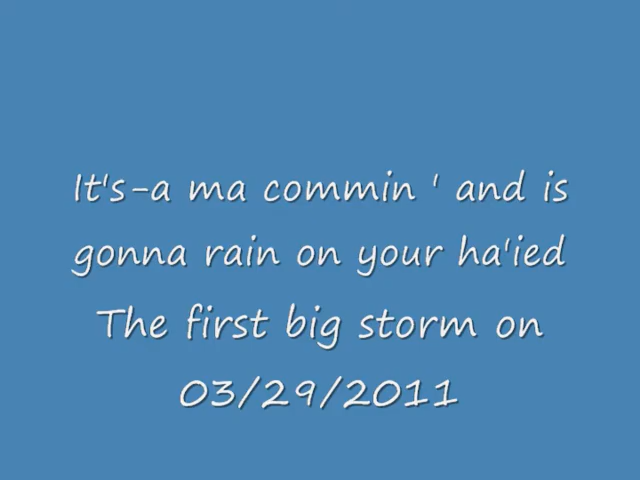 It's-a ma commin ' and is
gonna rain on your ha'ied
The first big storm on
03/29/2011